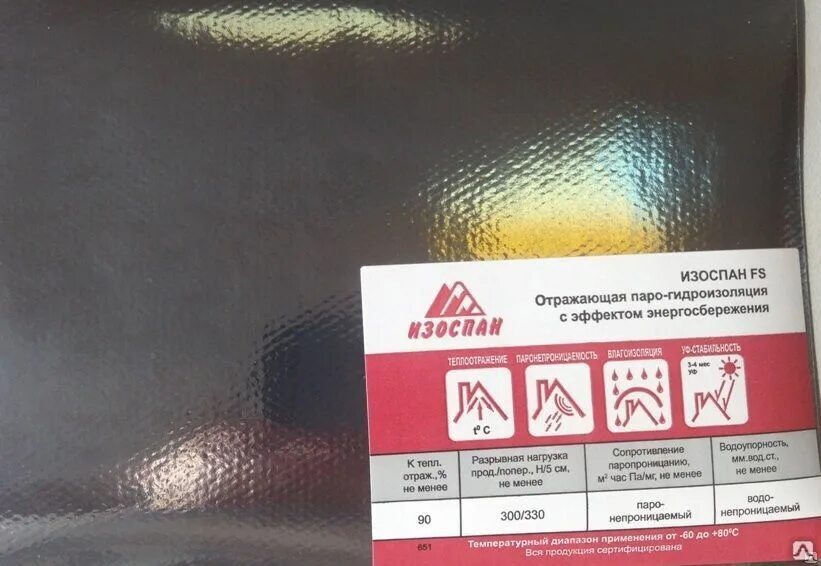 ИЗОСПАН FS
Отражающая паро-гидроизоляция
с эффектом энергосбережения
ИЗОСПАН
ТЕПЛООТРАЖЕНИЕ ПАРОНЕПРОНИЦАЕМОСТЬ ВЛАГОИЗОЛЯЦИЯ УФ-СТАБИЛЬНОСТЬ
3-4 мес
УФ
t⁰ C
К тепл.
отраж.,%
не менее
Разрывная нагрузка
прод./попер., Н/5 см,
не менее
Сопротивление
паропроницанию,
м² час Па/мг, не менее
Водоупорность,
мм.вод.ст.,
не менее
90
300/330
паро-
непроницаемый
водо-
непроницаемый
651
Температурный диапазон применения от -60 до +80⁰С
Вся продукция сертифицирована